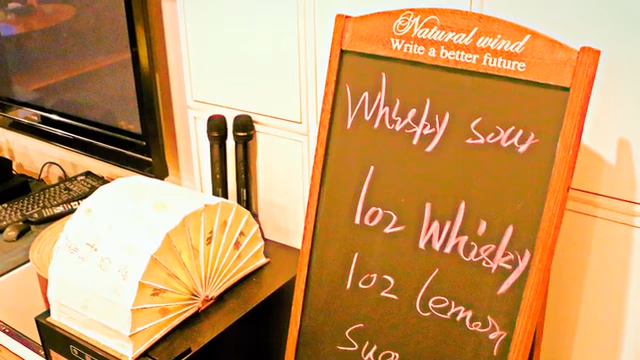 Natural wind
Write a better future
Whisky sour
1oz Whisky
1oz lemon